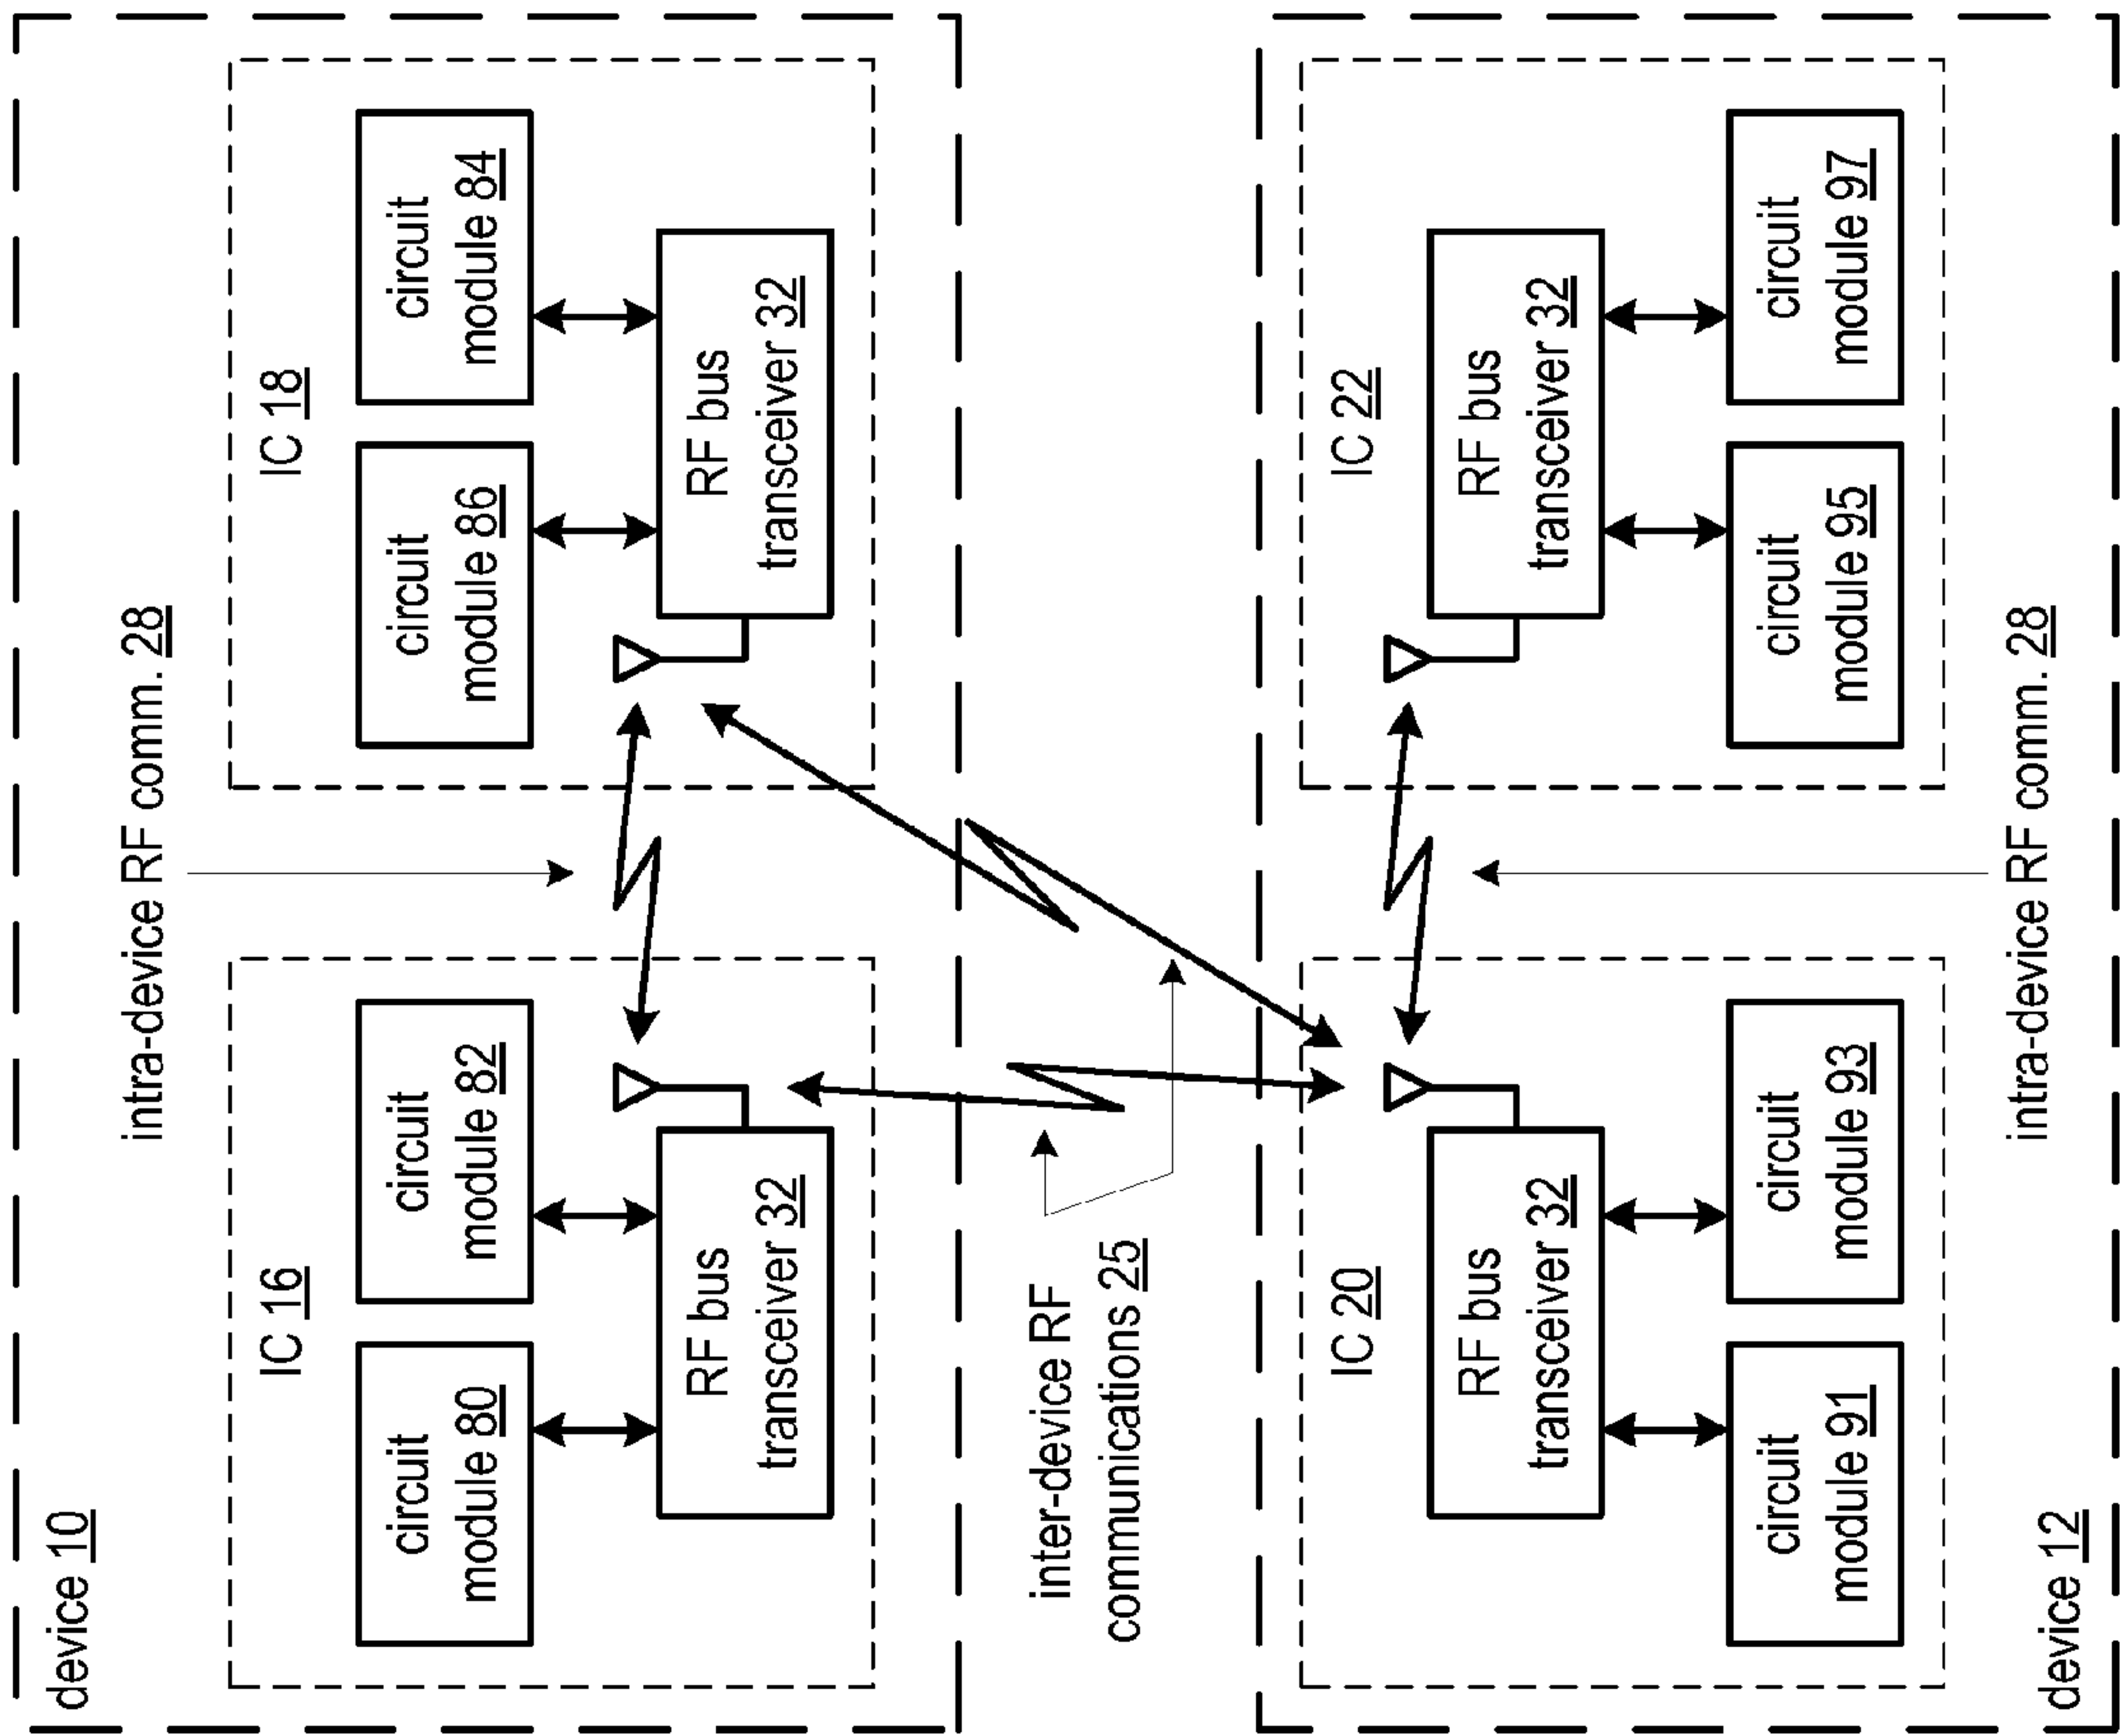 device 10
intra-device RF comm. 28
IC 16
circuit
module 80
circuit
module 82
RF bus
transceiver 32
IC 18
circuit
module 86
circuit
module 84
RF bus
transceiver 32
inter-device RF
communications 25
IC 20
RF bus
transceiver 32
circuit
module 91
circuit
module 93
IC 22
RF bus
transceiver 32
circuit
module 95
circuit
module 97
device 12
intra-device RF comm. 28